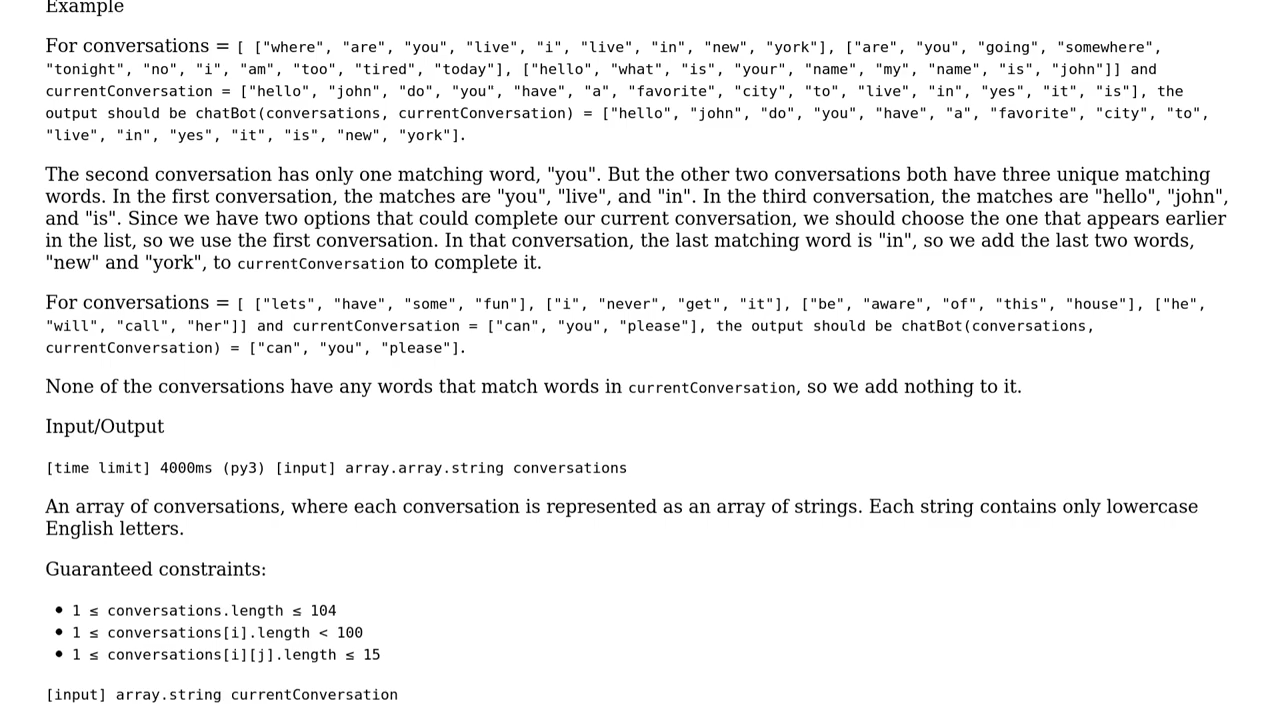 Example
For conversations = [ ["where", "are", "you", "live", "i", "live", "in", "new", "york"], ["are", "you", "going", "somewhere",
"tonight", "no", "i", "am", "too", "tired", "today"], ["hello", "what", "is", "your", "name", "my", "name", "is", "john"]] and
currentConversation = ["hello", "john", "do", "you", "have", "a", "favorite", "city", "to", "live", "in", "yes", "it", "is"], the
output should be chatBot(conversations, currentConversation) = ["hello", "john", "do", "you", "have", "a", "favorite", "city", "to",
"live", "in", "yes", "it", "is", "new", "york"].
The second conversation has only one matching word, "you". But the other two conversations both have three unique matching
words. In the first conversation, the matches are "you", "live", and "in". In the third conversation, the matches are "hello", "john",
and "is". Since we have two options that could complete our current conversation, we should choose the one that appears earlier
in the list, so we use the first conversation. In that conversation, the last matching word is "in", so we add the last two words,
"new" and "york", to currentConversation to complete it.
For conversations = [ ["lets", "have", "some", "fun"], ["i", "never", "get", "it"], ["be", "aware", "of", "this", "house"], ["he",
"will", "call", "her"]] and currentConversation = ["can", "you", "please"], the output should be chatBot(conversations,
currentConversation) = ["can", "you", "please"].
None of the conversations have any words that match words in currentConversation, so we add nothing to it.
Input/Output
[time limit] 4000ms (py3) [input] array.array.string conversations
An array of conversations, where each conversation is represented as an array of strings. Each string contains only lowercase
English letters.
Guaranteed constraints:
• 1 ≤ conversations.length ≤ 104
• 1 ≤ conversations[i].length < 100
• 1 ≤ conversations[i][j].length ≤ 15
[input] array.string currentConversation